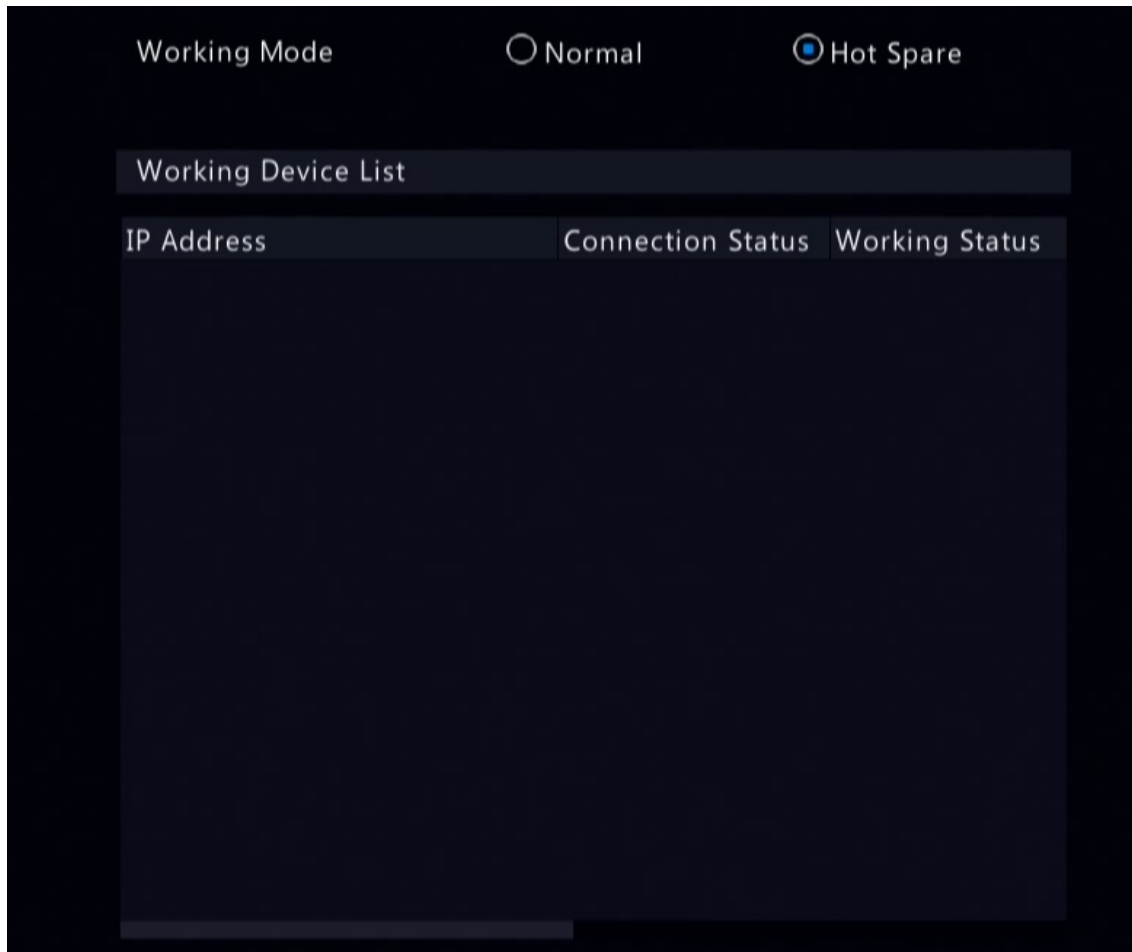 Working Mode Normal Hot Spare
Working Device List
IP Address Connection Status Working Status